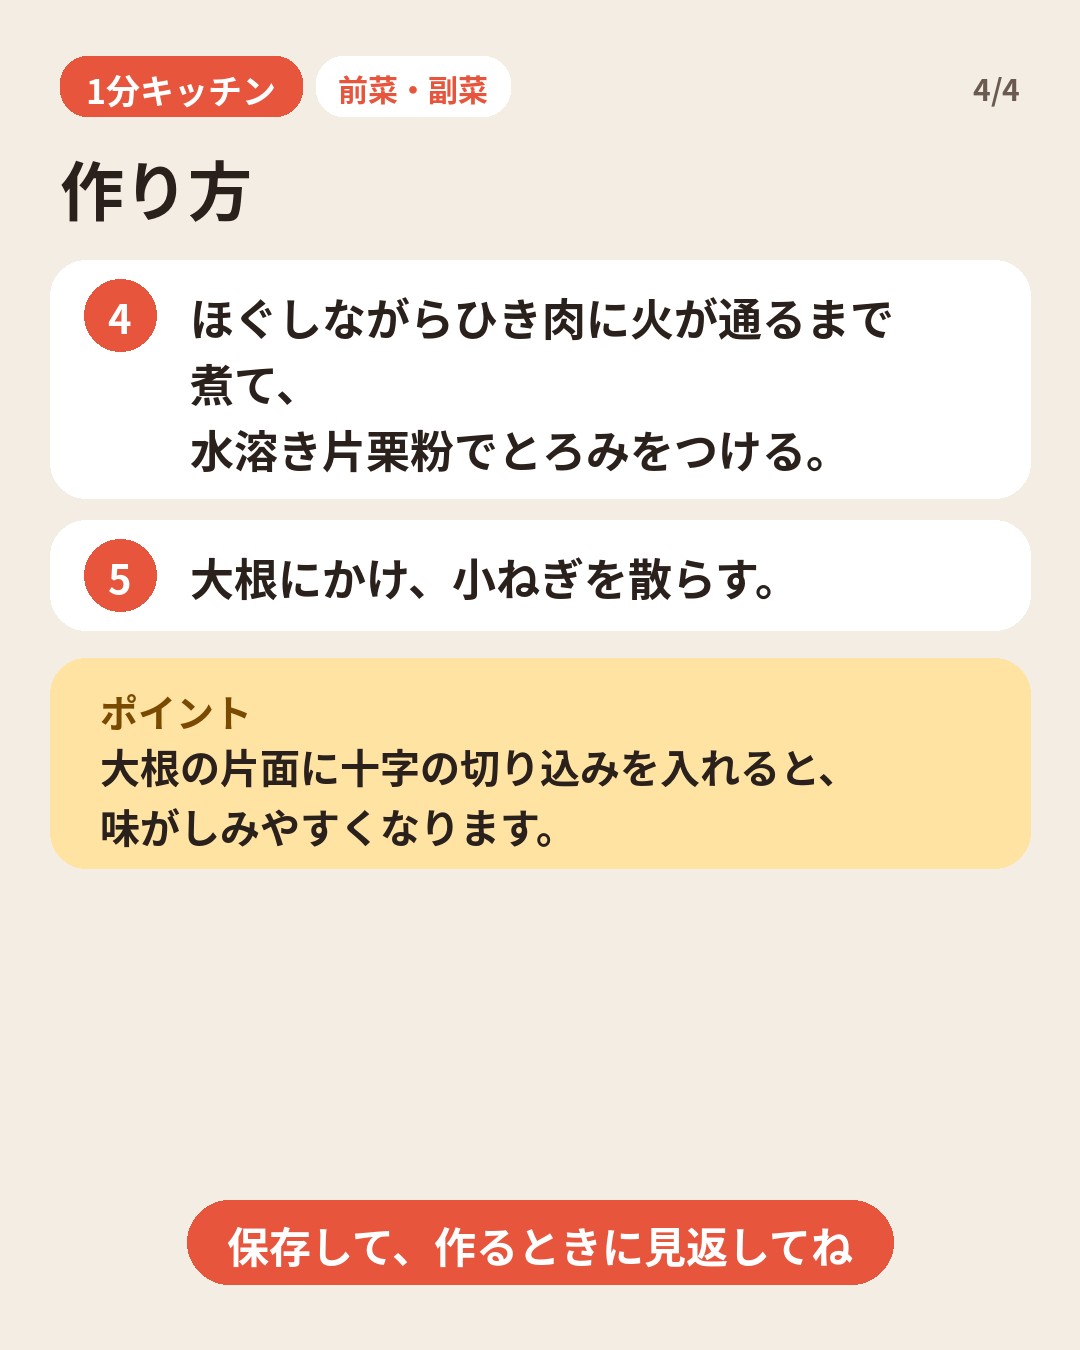 1分キッチン
前菜・副菜
4/4
作り方
4
ほぐしながらひき肉に火が通るまで
煮て、
水溶き片栗粉でとろみをつける。
5
大根にかけ、小ねぎを散らす。
ポイント
大根の片面に十字の切り込みを入れると、
味がしみやすくなります。
保存して、作るときに見返してね